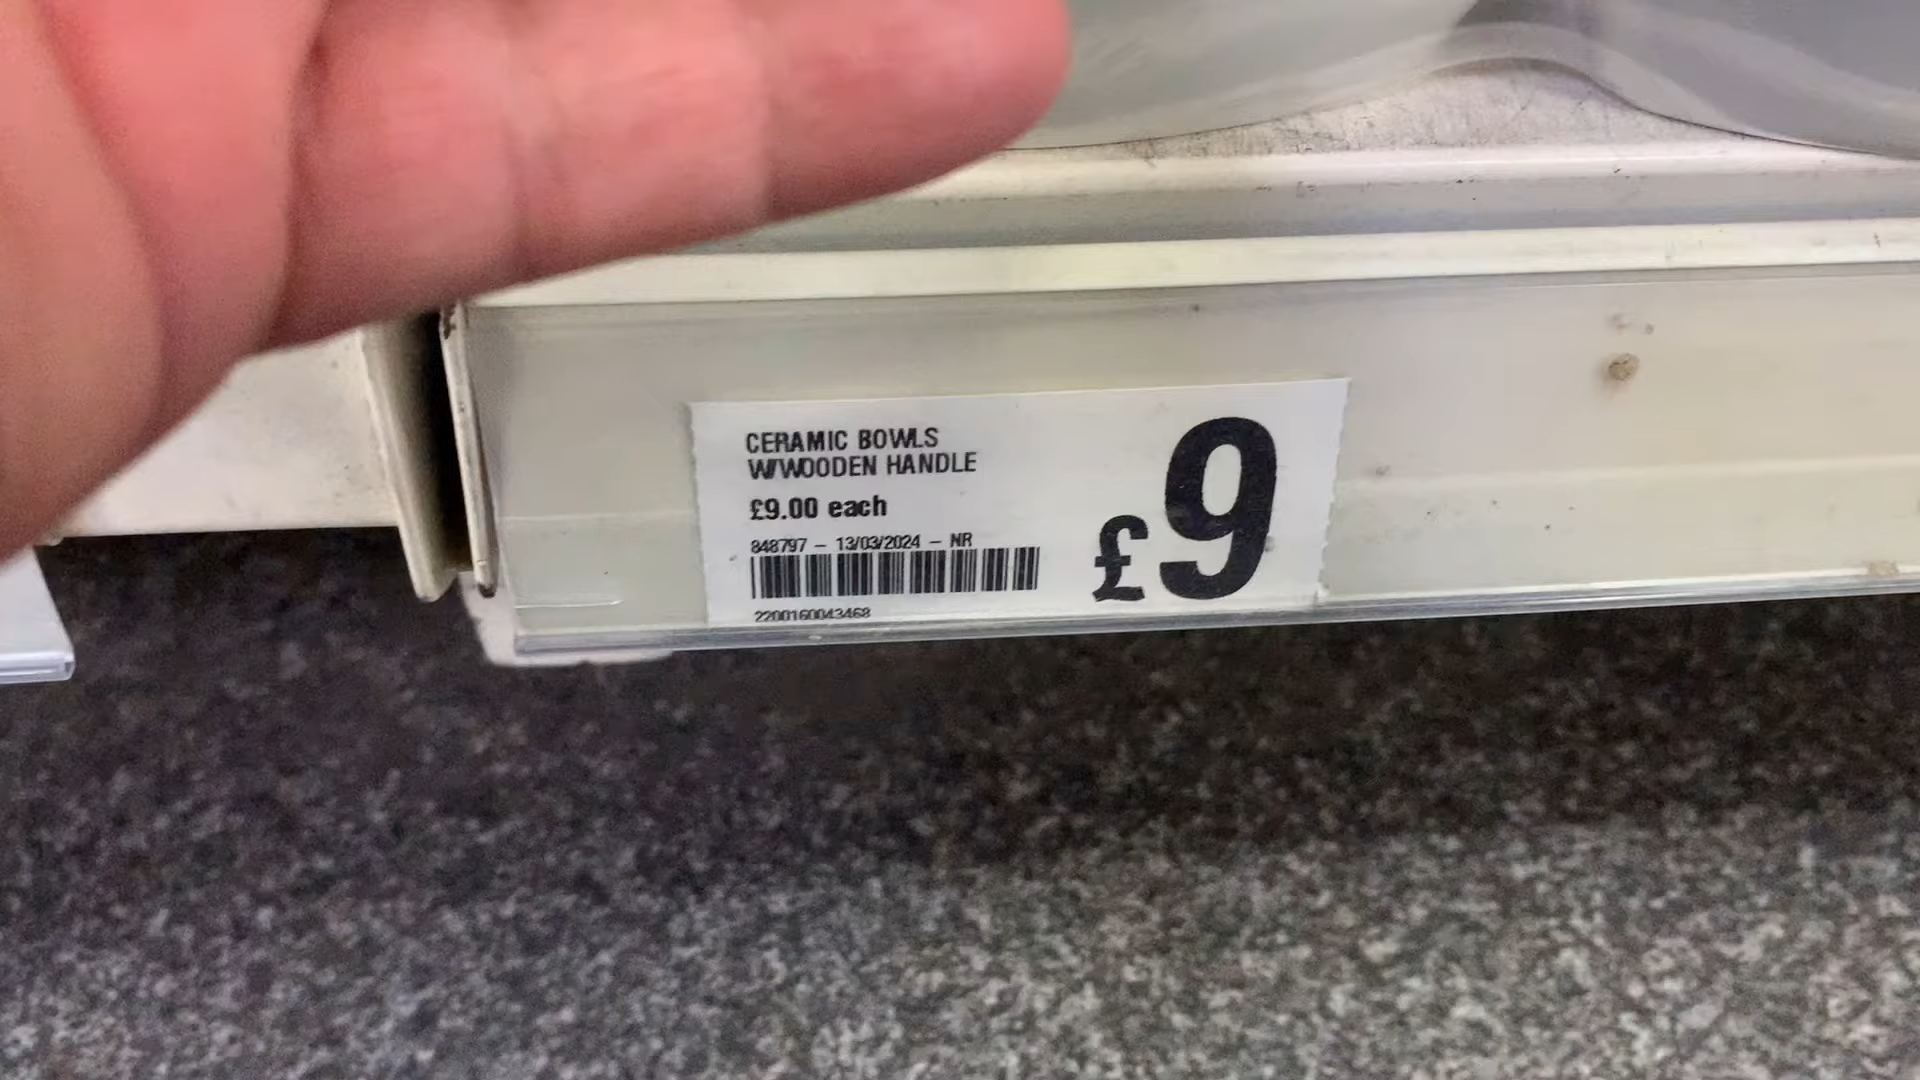 CERAMIC BOWLS
W/WOODEN HANDLE
£9.00 each
848797 - 13/03/2024 - NR
2200160043468
£9